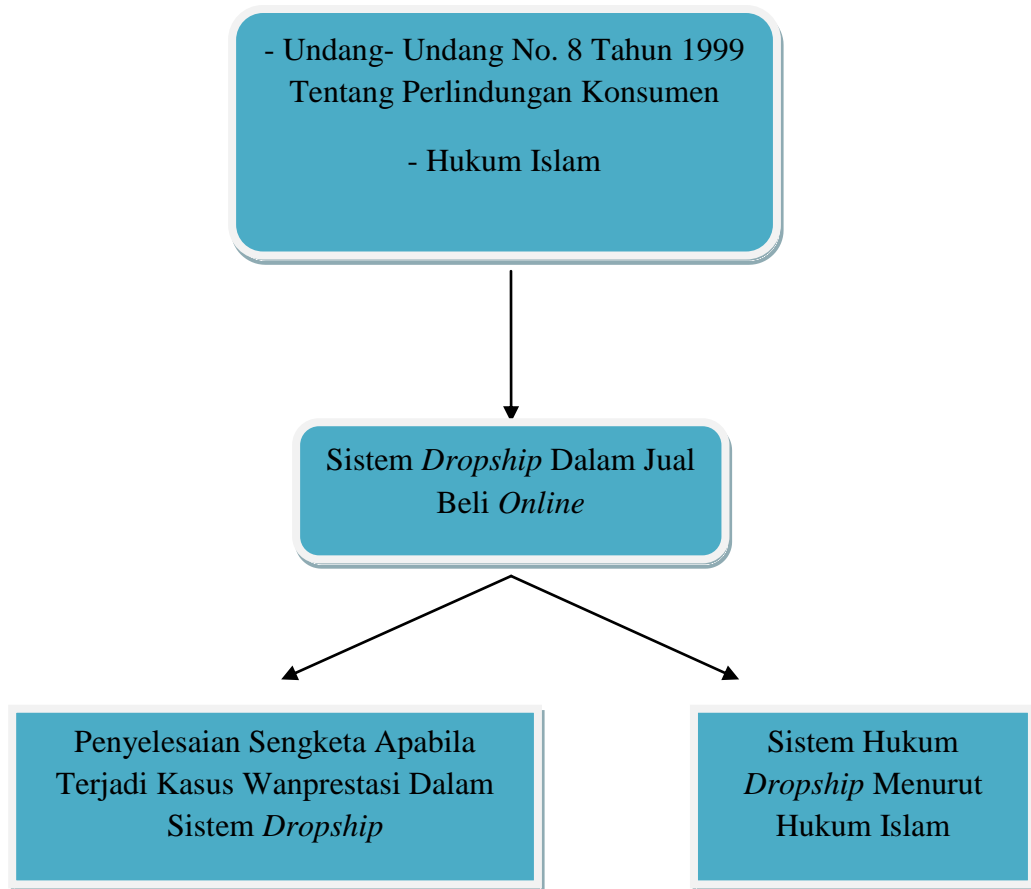 - Undang- Undang No. 8 Tahun 1999
Tentang Perlindungan Konsumen
- Hukum Islam
Sistem Dropship Dalam Jual
Beli Online
Penyelesaian Sengketa Apabila
Terjadi Kasus Wanprestasi Dalam
Sistem Dropship
Sistem Hukum
Dropship Menurut
Hukum Islam